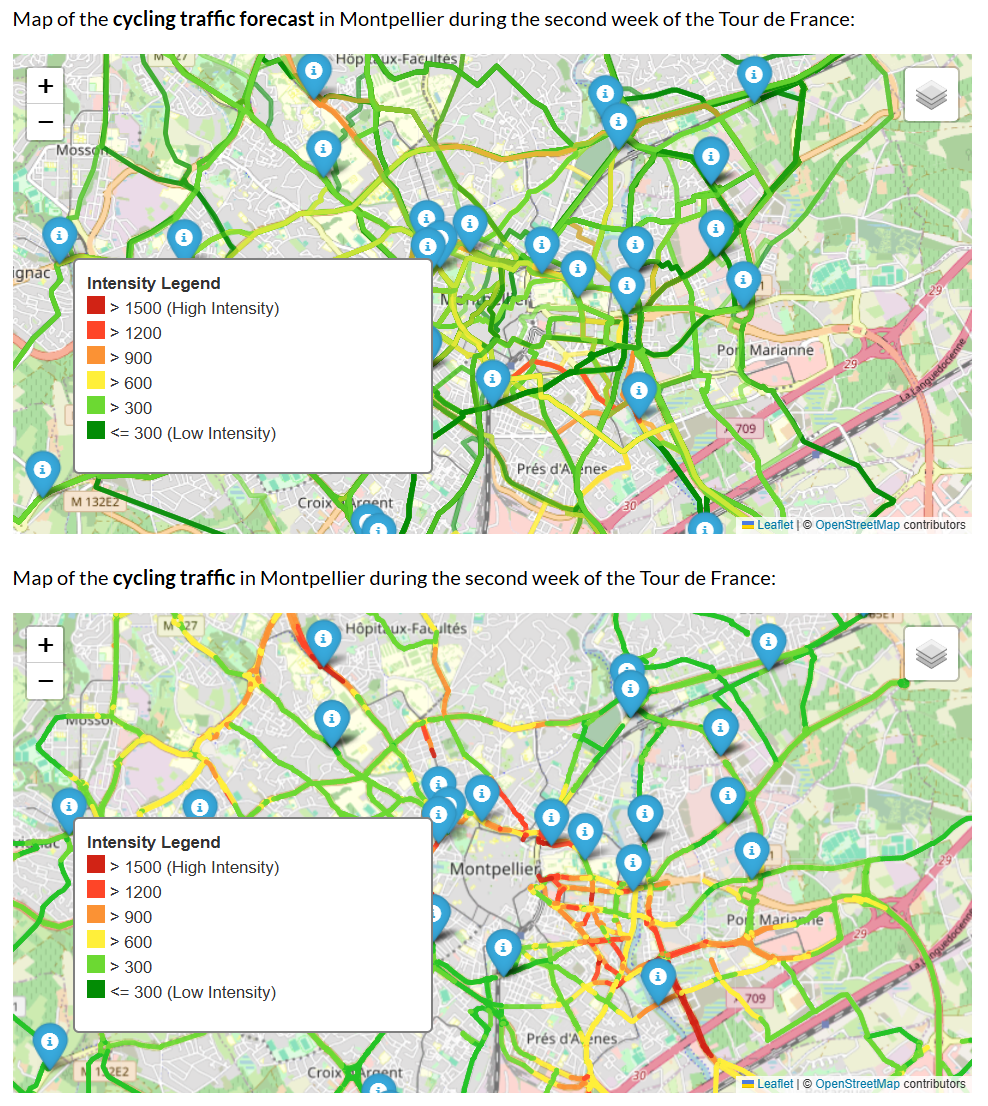 Map of the cycling traffic forecast in Montpellier during the second week of the Tour de France:
+
−
Hôpitaux-Facultés
Mosson
ignac
Intensity Legend
> 1500 (High Intensity)
> 1200
> 900
> 600
> 300
<= 300 (Low Intensity)
Montpellier
Port Marianne
29
29
La Languedocienne
A 709
Prés d'Arènes
30
M 132E2
Croix d'Argent
Leaflet | © OpenStreetMap contributors
Map of the cycling traffic in Montpellier during the second week of the Tour de France:
+
−
M 127
Hôpitaux-Facultés
Mosson
Intensity Legend
> 1500 (High Intensity)
> 1200
> 900
> 600
> 300
<= 300 (Low Intensity)
Montpellier
Port Marianne
29
29
La Languedocienne
709
Prés d'Arènes
30
Croix d'Argent
Leaflet | © OpenStreetMap contributors